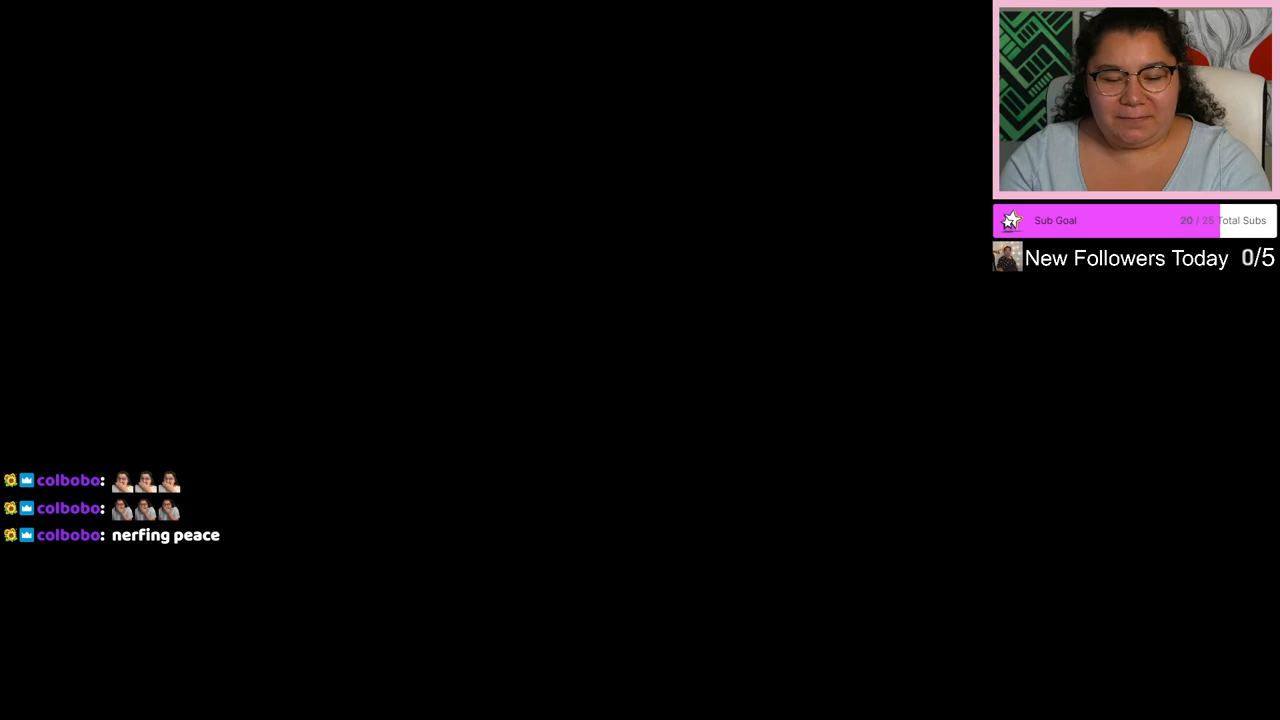 Sub Goal 20 / 25 Total Subs
New Followers Today 0/5
colbobo:
colbobo:
colbobo: nerfing peace